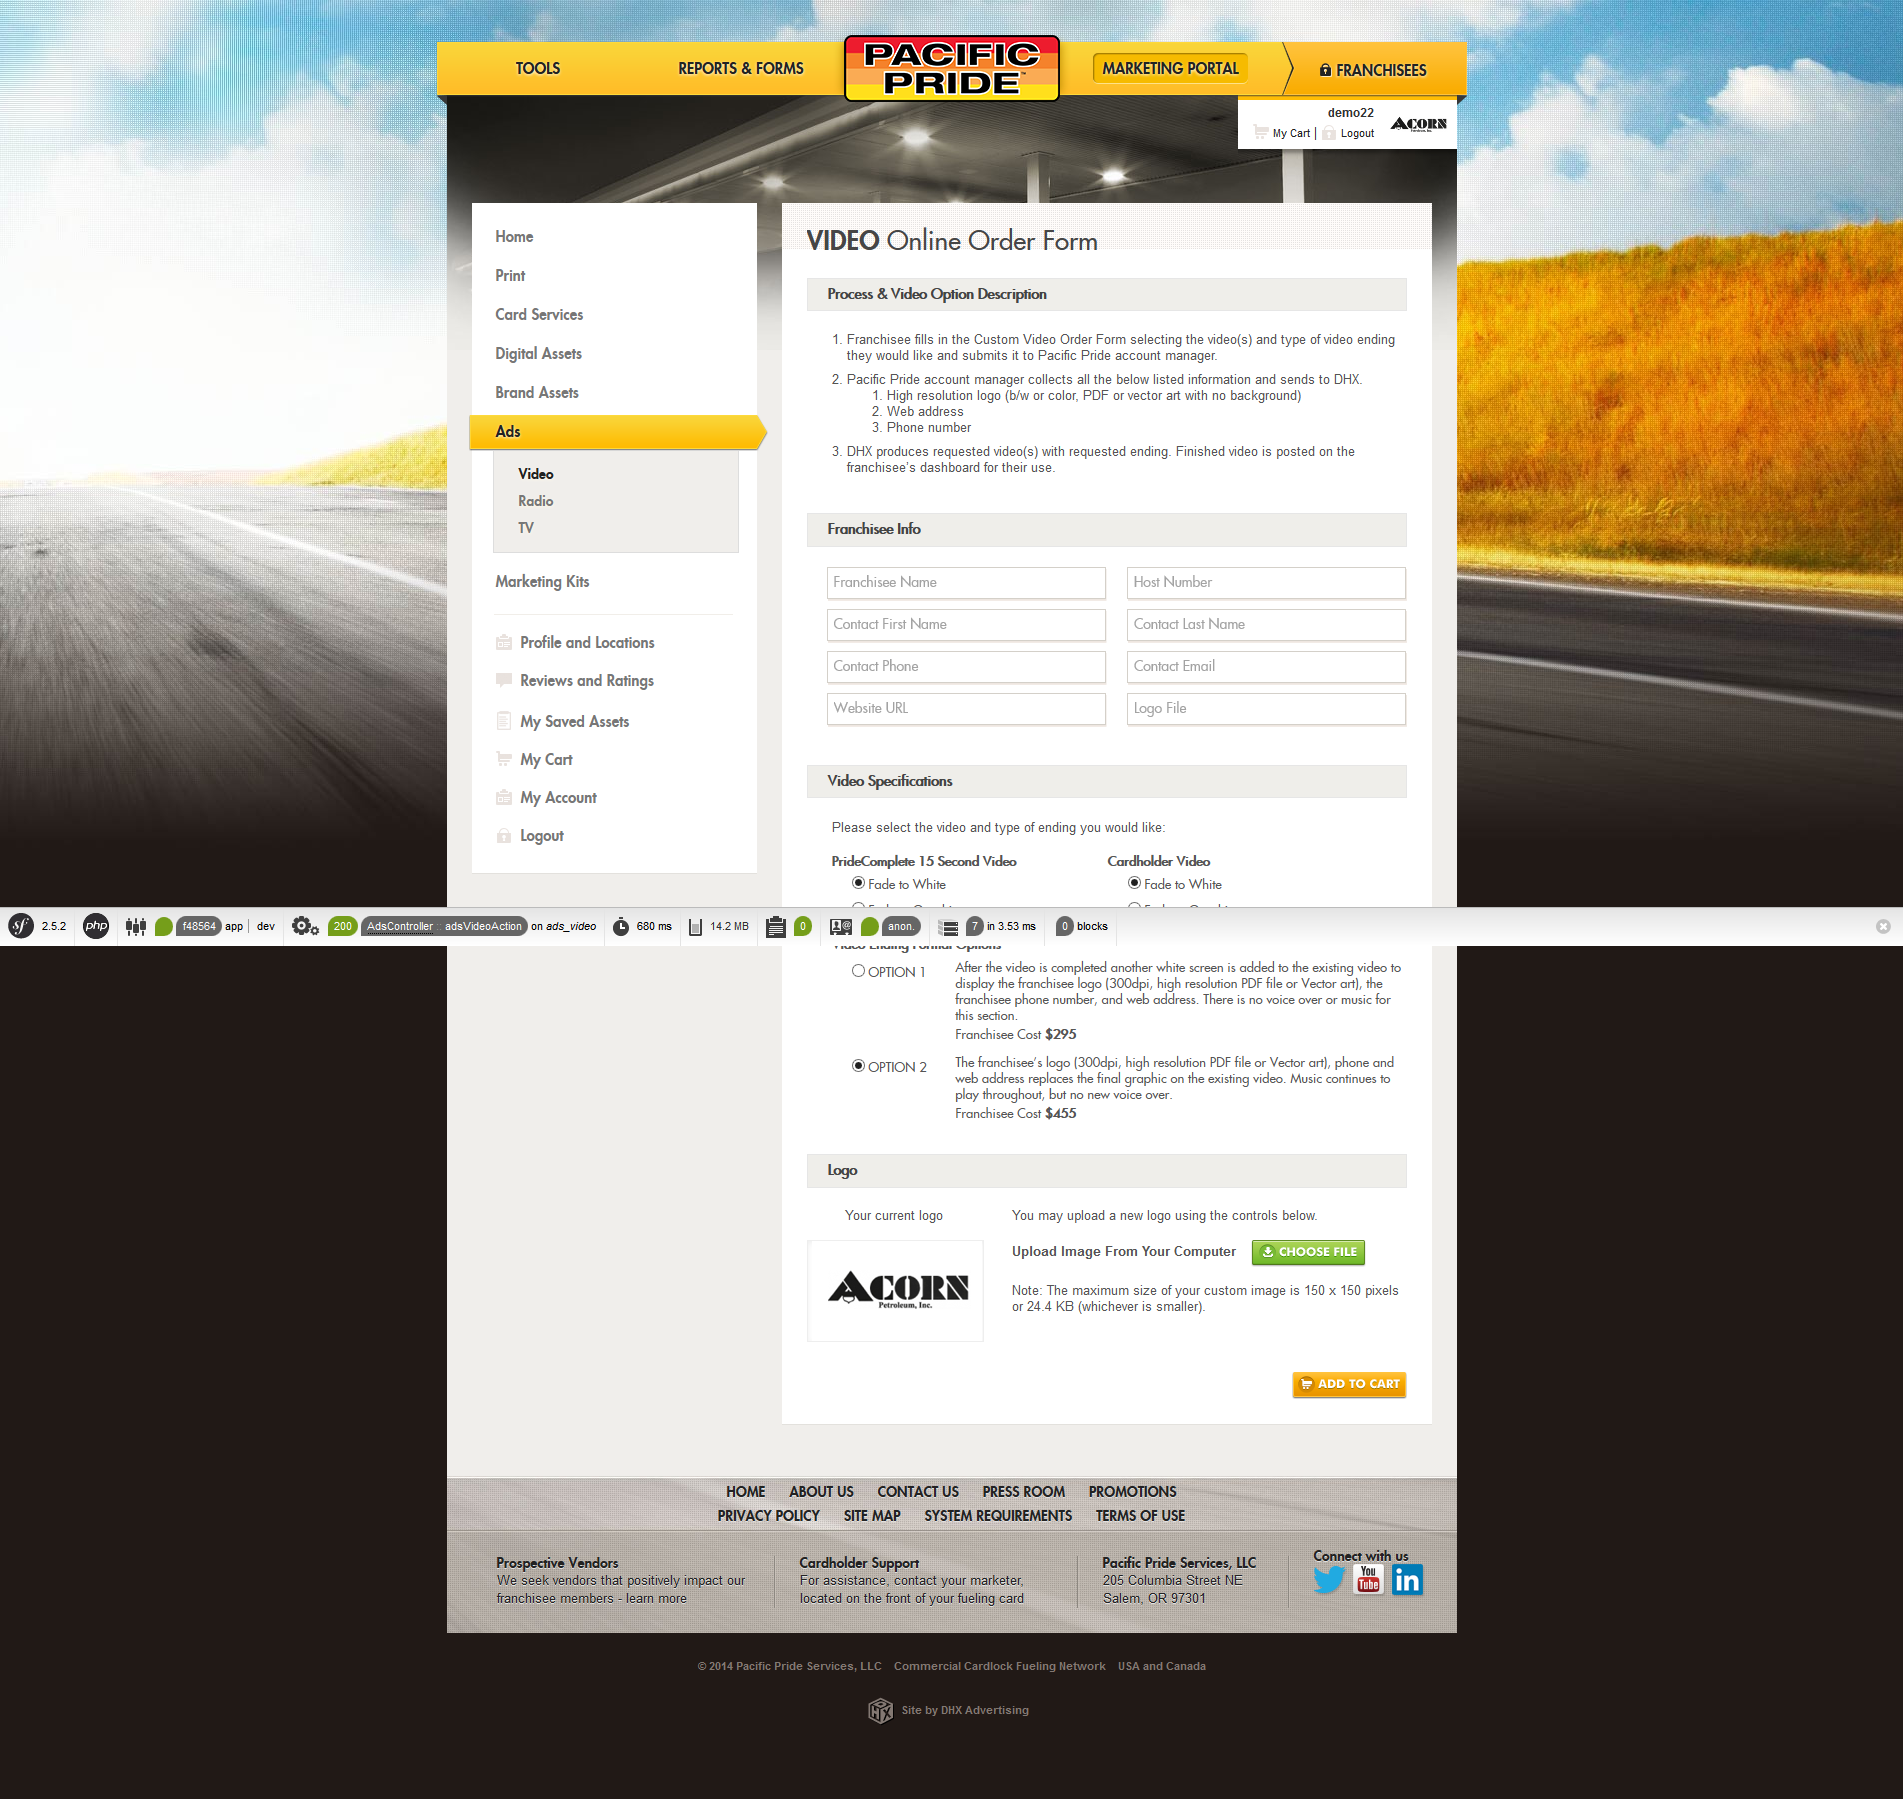 TOOLS
REPORTS & FORMS
PACIFIC
PRIDE
MARKETING PORTAL
FRANCHISEES
demo22
My Cart | Logout
ACORN
Home
Print
Card Services
Digital Assets
Brand Assets
Ads
Video
Radio
TV
Marketing Kits
Profile and Locations
Reviews and Ratings
My Saved Assets
My Cart
My Account
Logout
VIDEO Online Order Form
Process & Video Option Description
1. Franchisee fills in the Custom Video Order Form selecting the video(s) and type of video ending
they would like and submits it to Pacific Pride account manager.
2. Pacific Pride account manager collects all the below listed information and sends to DHX.
1. High resolution logo (b/w or color, PDF or vector art with no background)
2. Web address
3. Phone number
3. DHX produces requested video(s) with requested ending. Finished video is posted on the
franchisee's dashboard for their use.
Franchisee Info
Franchisee Name
Host Number
Contact First Name
Contact Last Name
Contact Phone
Contact Email
Website URL
Logo File
Video Specifications
Please select the video and type of ending you would like:
PrideComplete 15 Second Video
Cardholder Video
Fade to White
Fade to White
sf 2.5.2 php f48564 app | dev 200 AdsController :: adsVideoAction on ads_video 680 ms 14.2 MB 0 anon. 7 in 3.53 ms 0 blocks
Video Ending Format Options
OPTION 1
After the video is completed another white screen is added to the existing video to
display the franchisee logo (300dpi, high resolution PDF file or Vector art), the
franchisee phone number, and web address. There is no voice over or music for
this section.
Franchisee Cost $295
OPTION 2
The franchisee's logo (300dpi, high resolution PDF file or Vector art), phone and
web address replaces the final graphic on the existing video. Music continues to
play throughout, but no new voice over.
Franchisee Cost $455
Logo
Your current logo
You may upload a new logo using the controls below.
ACORN
Petroleum, Inc.
Upload Image From Your Computer
CHOOSE FILE
Note: The maximum size of your custom image is 150 x 150 pixels
or 24.4 KB (whichever is smaller).
ADD TO CART
HOME ABOUT US CONTACT US PRESS ROOM PROMOTIONS
PRIVACY POLICY SITE MAP SYSTEM REQUIREMENTS TERMS OF USE
Prospective Vendors
We seek vendors that positively impact our
franchisee members - learn more
Cardholder Support
For assistance, contact your marketer,
located on the front of your fueling card
Pacific Pride Services, LLC
205 Columbia Street NE
Salem, OR 97301
Connect with us
You
Tube
in
© 2014 Pacific Pride Services, LLC Commercial Cardlock Fueling Network USA and Canada
DHX
Site by DHX Advertising